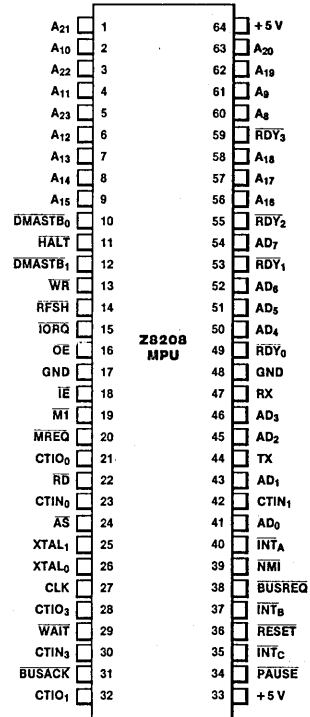 A21 1 64 +5 V
A10 2 63 A20
A22 3 62 A19
A11 4 61 A9
A23 5 60 A8
A12 6 59 RDY3
A13 7 58 A18
A14 8 57 A17
A15 9 56 A16
DMASTB0 10 55 RDY2
HALT 11 54 AD7
DMASTB1 12 53 RDY1
WR 13 52 AD6
RFSH 14 51 AD5
IORQ 15 50 AD4
OE 16 Z8208 49 RDY0
GND 17 MPU 48 GND
IE 18 47 RX
M1 19 46 AD3
MREQ 20 45 AD2
CTIO0 21 44 TX
RD 22 43 AD1
CTIN0 23 42 CTIN1
AS 24 41 AD0
XTAL1 25 40 INTA
XTAL0 26 39 NMI
CLK 27 38 BUSREQ
CTIO3 28 37 INTB
WAIT 29 36 RESET
CTIN3 30 35 INTC
BUSACK 31 34 PAUSE
CTIO1 32 33 +5 V